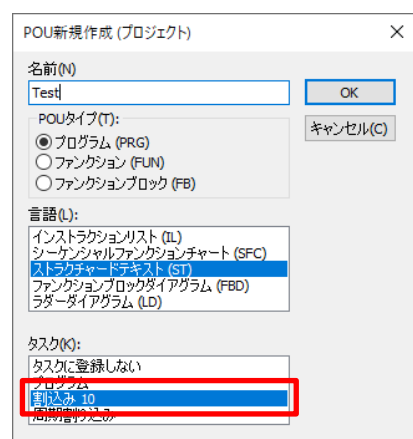 POU新規作成 (プロジェクト)
名前(N)
Test
OK
POUタイプ(T):
キャンセル(C)
プログラム (PRG)
ファンクション (FUN)
ファンクションブロック (FB)
言語(L):
インストラクションリスト (IL)
シーケンシャルファンクションチャート (SFC)
ストラクチャードテキスト (ST)
ファンクションブロックダイアグラム (FBD)
ラダーダイアグラム (LD)
タスク(K):
タスクに登録しない
プログラム
割込み 10
周期割り込み